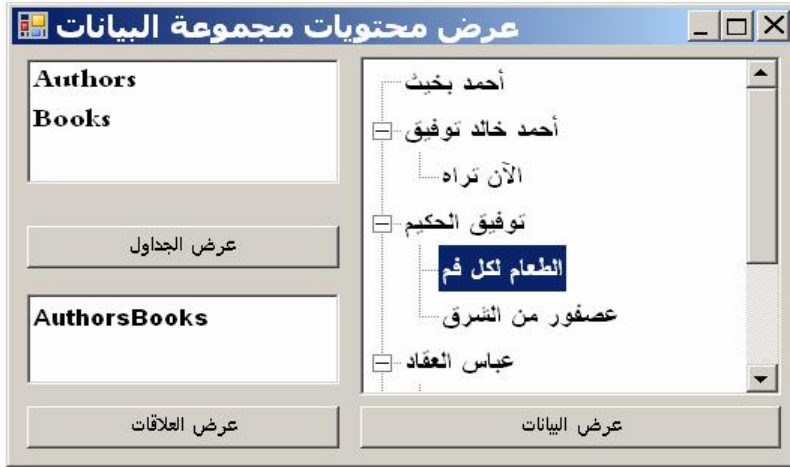 عرض محتويات مجموعة البيانات
Authors
Books
عرض الجداول
AuthorsBooks
عرض العلاقات
أحمد بخيث
أحمد خالد توفيق
الآن تراه
توفيق الحكيم
الطعام لكل فم
عصفور من الشرق
عباس العقاد
عرض البيانات